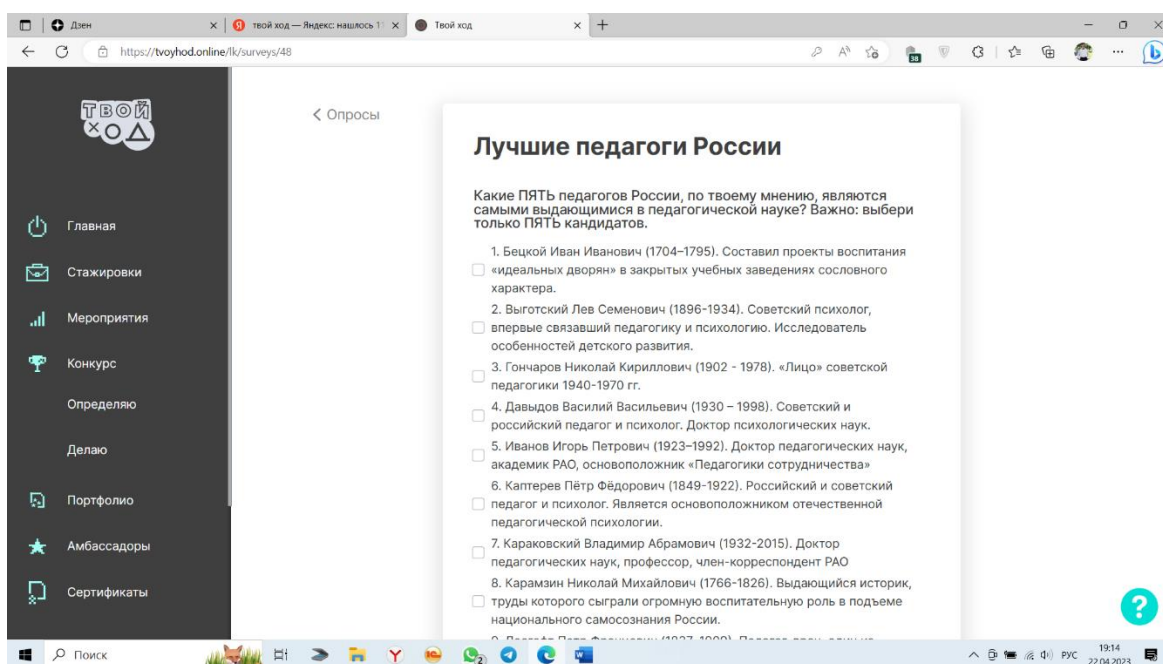 Дзен
твой ход — Яндекс: нашлось 1
Твой ход
https://tvoyhod.online/lk/surveys/48
38
ТВОЙ
ХОД
Опросы
Лучшие педагоги России
Какие ПЯТЬ педагогов России, по твоему мнению, являются
самыми выдающимися в педагогической науке? Важно: выбери
только ПЯТЬ кандидатов.
1. Бецкой Иван Иванович (1704–1795). Составил проекты воспитания
«идеальных дворян» в закрытых учебных заведениях сословного
характера.
2. Выготский Лев Семенович (1896-1934). Советский психолог,
впервые связавший педагогику и психологию. Исследователь
особенностей детского развития.
3. Гончаров Николай Кириллович (1902 - 1978). «Лицо» советской
педагогики 1940-1970 гг.
4. Давыдов Василий Васильевич (1930 – 1998). Советский и
российский педагог и психолог. Доктор психологических наук.
5. Иванов Игорь Петрович (1923–1992). Доктор педагогических наук,
академик РАО, основоположник «Педагогики сотрудничества»
6. Каптерев Пётр Фёдорович (1849-1922). Российский и советский
педагог и психолог. Является основоположником отечественной
педагогической психологии.
7. Караковский Владимир Абрамович (1932-2015). Доктор
педагогических наук, профессор, член-корреспондент РАО
8. Карамзин Николай Михайлович (1766-1826). Выдающийся историк,
труды которого сыграли огромную воспитательную роль в подъеме
национального самосознания России.
Главная
Стажировки
Мероприятия
Конкурс
Определяю
Делаю
Портфолио
Амбассадоры
Сертификаты
?
Поиск
2
РУС
19:14
22.04.2023